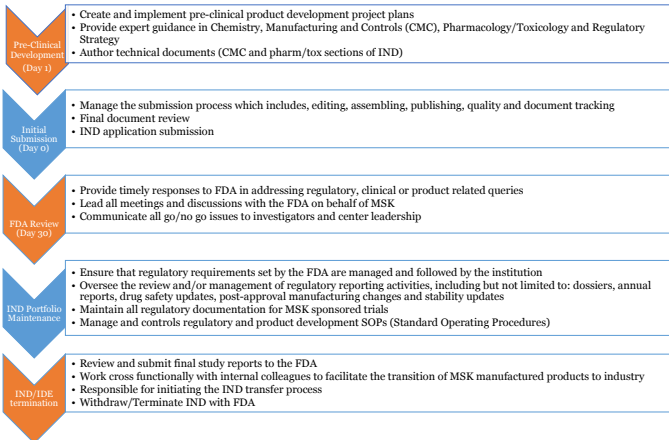 Pre-Clinical
Development
(Day 1)
• Create and implement pre-clinical product development project plans
• Provide expert guidance in Chemistry, Manufacturing and Controls (CMC), Pharmacology/Toxicology and Regulatory
Strategy
• Author technical documents (CMC and pharm/tox sections of IND)
Initial
Submission
(Day 0)
• Manage the submission process which includes, editing, assembling, publishing, quality and document tracking
• Final document review
• IND application submission
FDA Review
(Day 30)
• Provide timely responses to FDA in addressing regulatory, clinical or product related queries
• Lead all meetings and discussions with the FDA on behalf of MSK
• Communicate all go/no go issues to investigators and center leadership
IND Portfolio
Maintenance
• Ensure that regulatory requirements set by the FDA are managed and followed by the institution
• Oversee the review and/or management of regulatory reporting activities, including but not limited to: dossiers, annual
reports, drug safety updates, post-approval manufacturing changes and stability updates
• Maintain all regulatory documentation for MSK sponsored trials
• Manage and controls regulatory and product development SOPs (Standard Operating Procedures)
IND/IDE
termination
• Review and submit final study reports to the FDA
• Work cross functionally with internal colleagues to facilitate the transition of MSK manufactured products to industry
• Responsible for initiating the IND transfer process
• Withdraw/Terminate IND with FDA